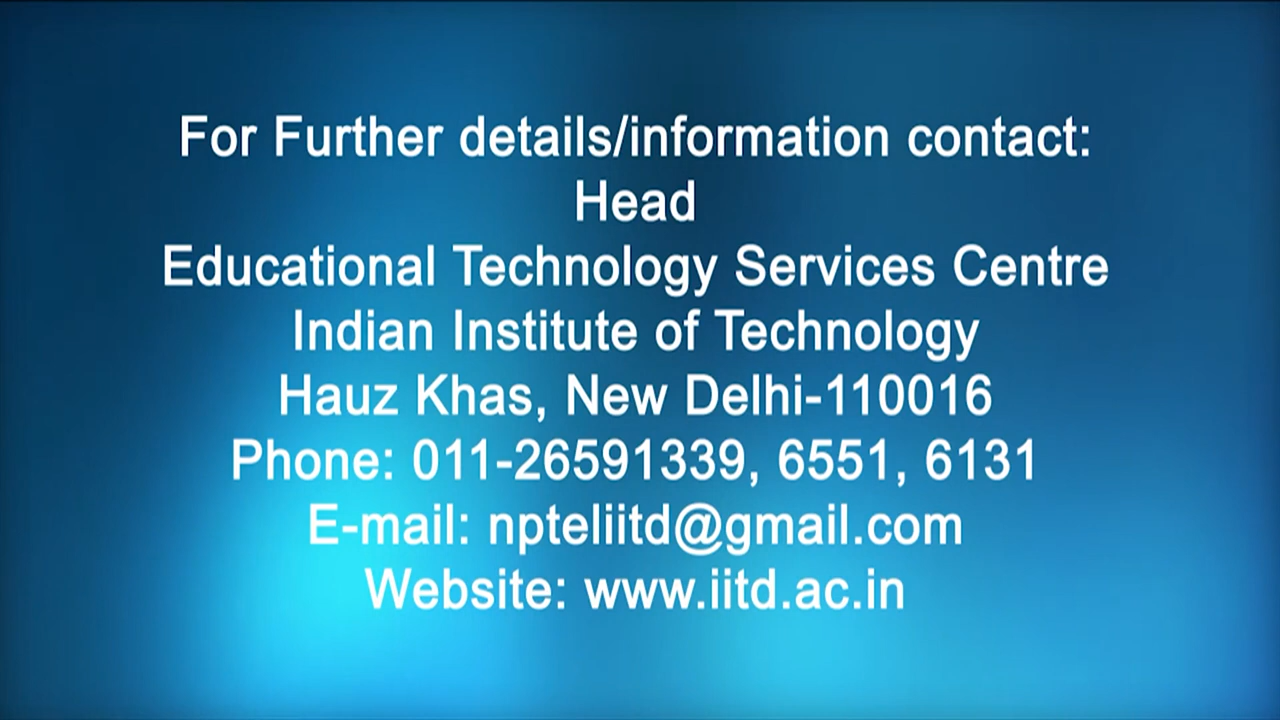 For Further details/information contact:
Head
Educational Technology Services Centre
Indian Institute of Technology
Hauz Khas, New Delhi-110016
Phone: 011-26591339, 6551, 6131
E-mail: npteliitd@gmail.com
Website: www.iitd.ac.in